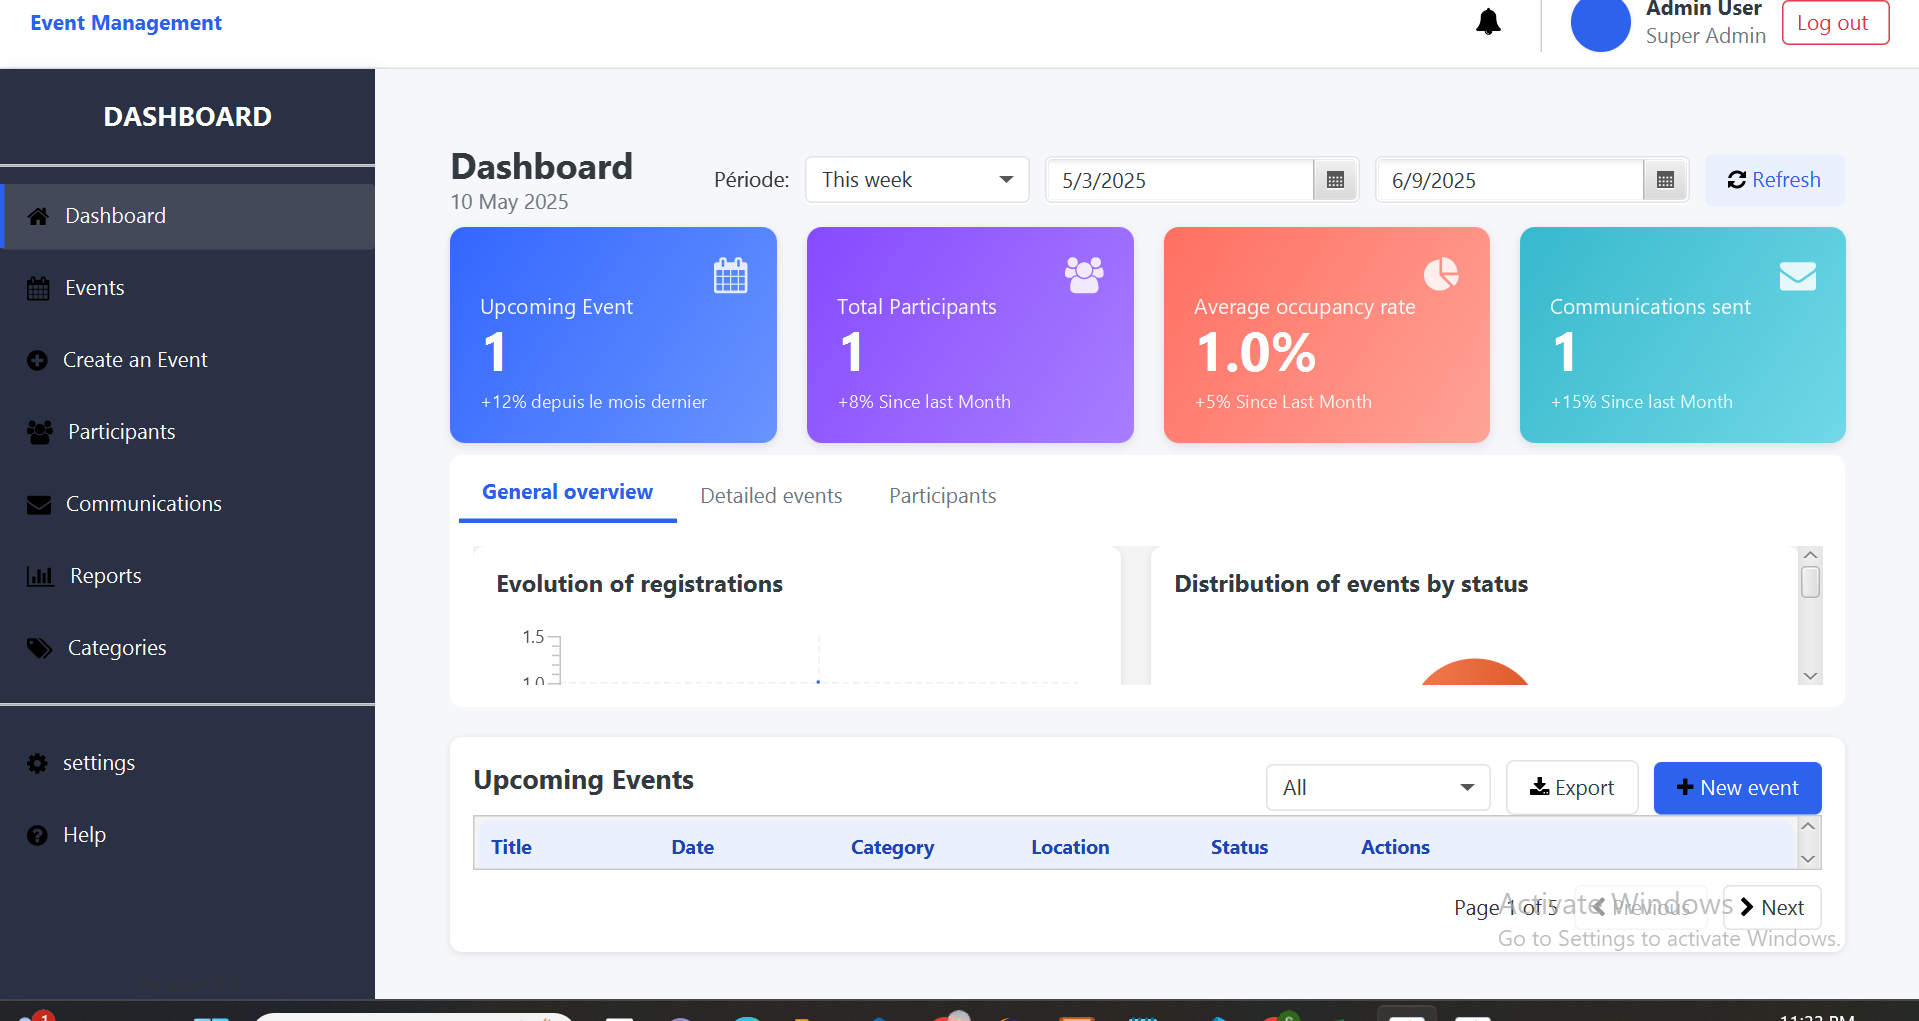 Event Management
Admin User
Super Admin
Log out
DASHBOARD
Dashboard
Events
Create an Event
Participants
Communications
Reports
Categories
settings
Help
Dashboard
10 May 2025
Période:
This week
5/3/2025
6/9/2025
Refresh
Upcoming Event
1
+12% depuis le mois dernier
Total Participants
1
+8% Since last Month
Average occupancy rate
1.0%
+5% Since Last Month
Communications sent
1
+15% Since last Month
General overview
Detailed events
Participants
Evolution of registrations
1.5
1.0
Distribution of events by status
Upcoming Events
All
Export
New event
Title Date Category Location Status Actions
Page 1 of 5
Previous
Next
Activate Windows
Go to Settings to activate Windows.
1
11:22 PM